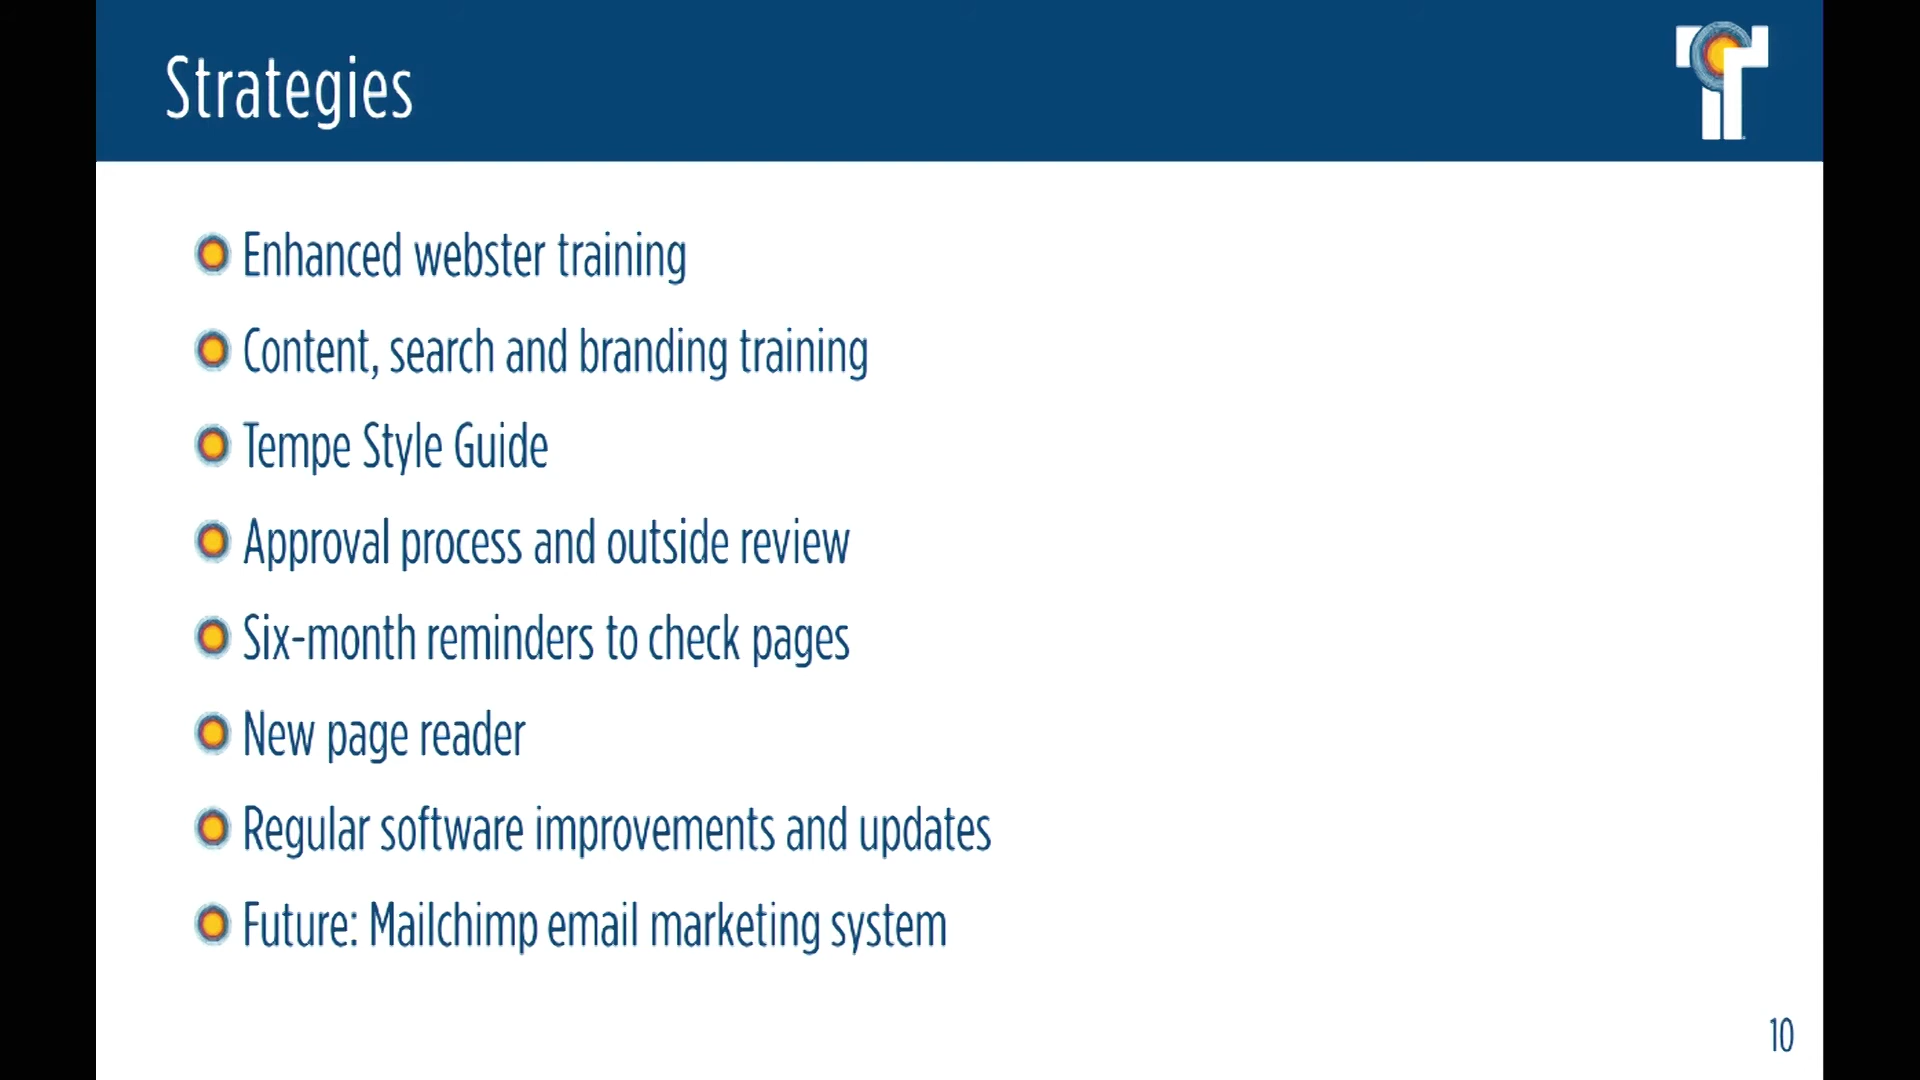 Strategies
Enhanced webster training
Content, search and branding training
Tempe Style Guide
Approval process and outside review
Six-month reminders to check pages
New page reader
Regular software improvements and updates
Future: Mailchimp email marketing system
10